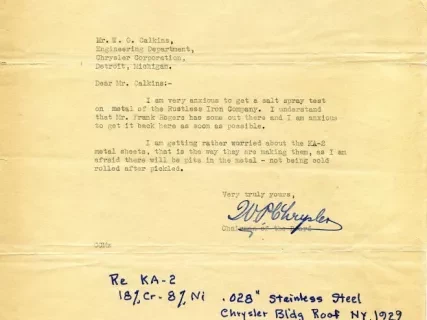 Mr. W. G. Calkins,
Engineering Department,
Chrysler Corporation,
Detroit, Michigan.
Dear Mr. Calkins:-
I am very anxious to get a salt spray test
on metal of the Rustless Iron Company. I understand
that Mr. Frank Rogers has some out there and I am anxious
to get it back here as soon as possible.
I am getting rather worried about the KA-2
metal sheets, that is the way they are making them, as I am
afraid there will be pits in the metal - not being cold
rolled after pickled.
Very truly yours,
W P Chrysler
Chairman of the Board
Re KA-2
18% Cr- 8% Ni .028" Stainless Steel
Chrysler Bldg Roof NY. 1929